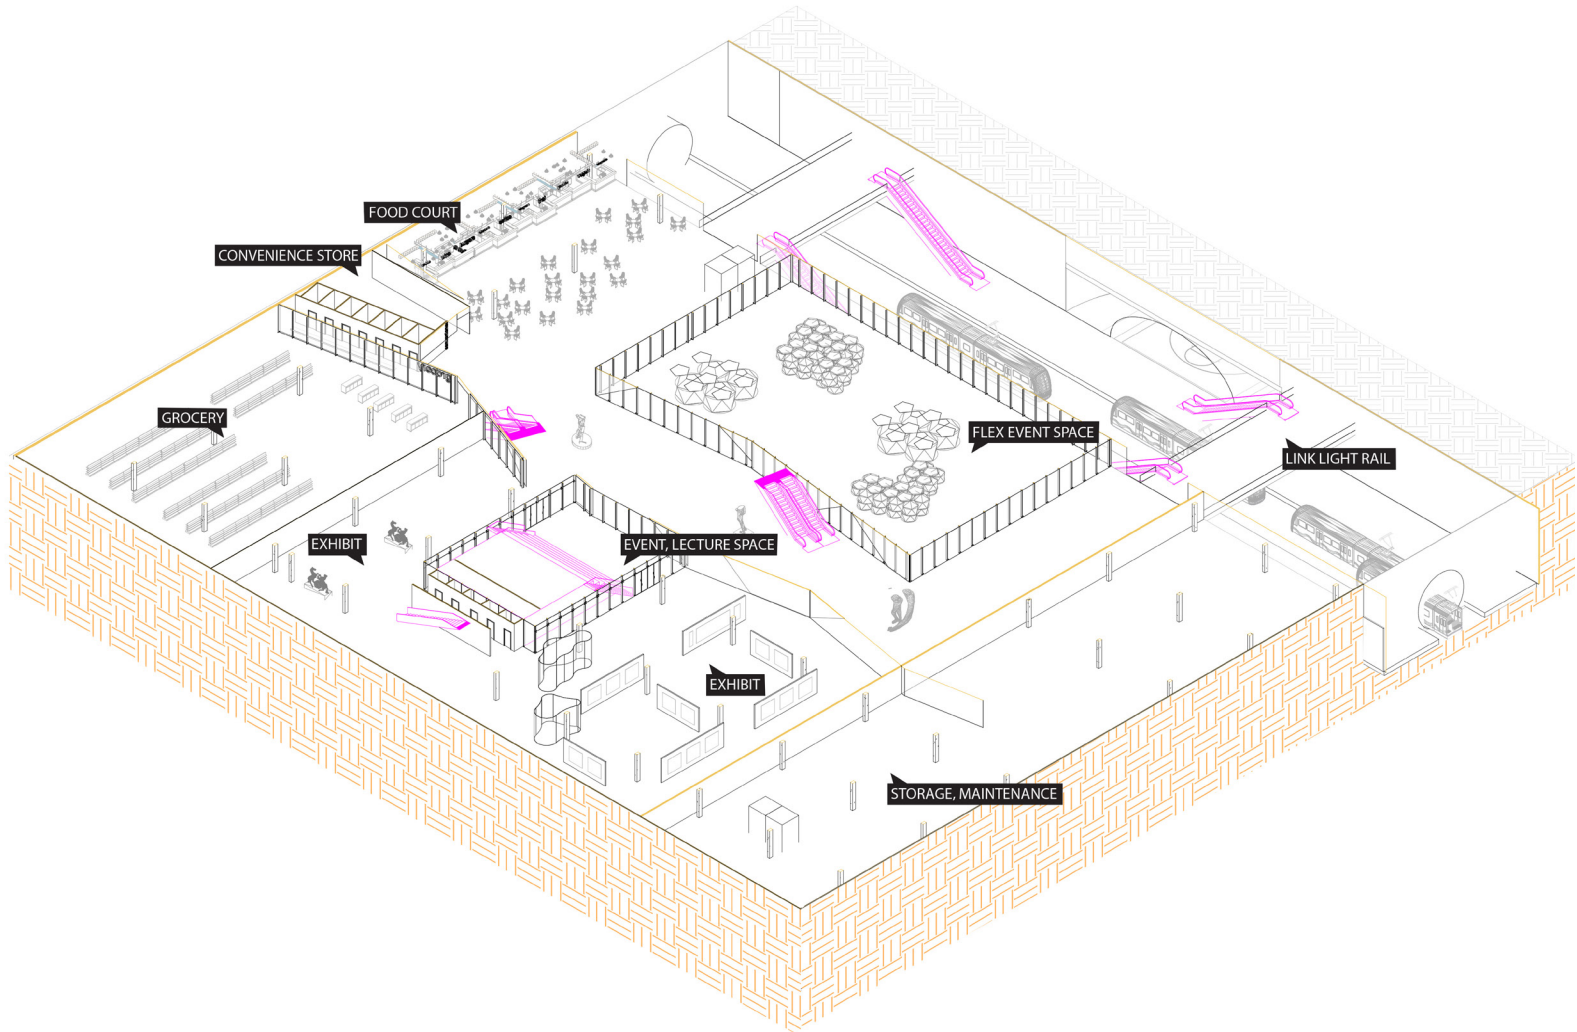 FOOD COURT
CONVENIENCE STORE
GROCERY
FLEX EVENT SPACE
LINK LIGHT RAIL
EXHIBIT
EVENT, LECTURE SPACE
EXHIBIT
STORAGE, MAINTENANCE